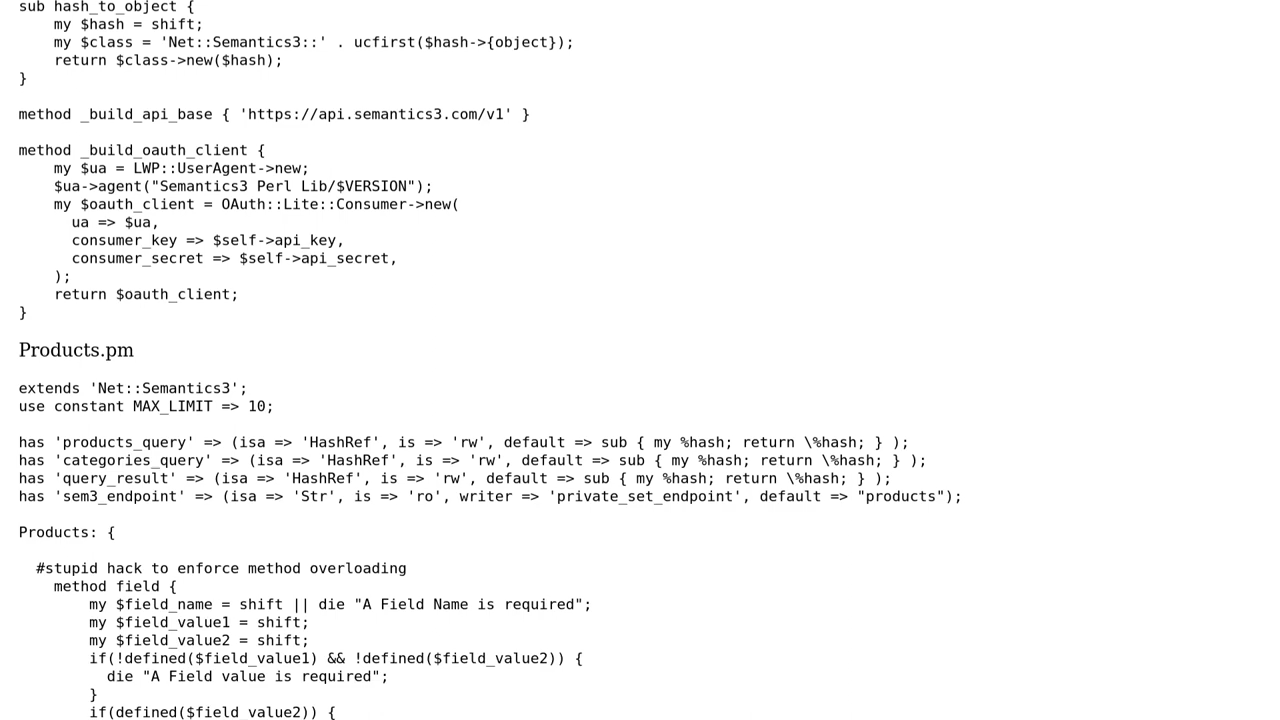 sub hash_to_object {
    my $hash = shift;
    my $class = 'Net::Semantics3::' . ucfirst($hash->{object});
    return $class->new($hash);
}

method _build_api_base { 'https://api.semantics3.com/v1' }

method _build_oauth_client {
    my $ua = LWP::UserAgent->new;
    $ua->agent("Semantics3 Perl Lib/$VERSION");
    my $oauth_client = OAuth::Lite::Consumer->new(
      ua => $ua,
      consumer_key => $self->api_key,
      consumer_secret => $self->api_secret,
    );
    return $oauth_client;
}

Products.pm

extends 'Net::Semantics3';
use constant MAX_LIMIT => 10;

has 'products_query' => (isa => 'HashRef', is => 'rw', default => sub { my %hash; return \%hash; } );
has 'categories_query' => (isa => 'HashRef', is => 'rw', default => sub { my %hash; return \%hash; } );
has 'query_result' => (isa => 'HashRef', is => 'rw', default => sub { my %hash; return \%hash; } );
has 'sem3_endpoint' => (isa => 'Str', is => 'ro', writer => 'private_set_endpoint', default => "products");

Products: {

  #stupid hack to enforce method overloading
    method field {
        my $field_name = shift || die "A Field Name is required";
        my $field_value1 = shift;
        my $field_value2 = shift;
        if(!defined($field_value1) && !defined($field_value2)) {
          die "A Field value is required";
        }
        if(defined($field_value2)) {